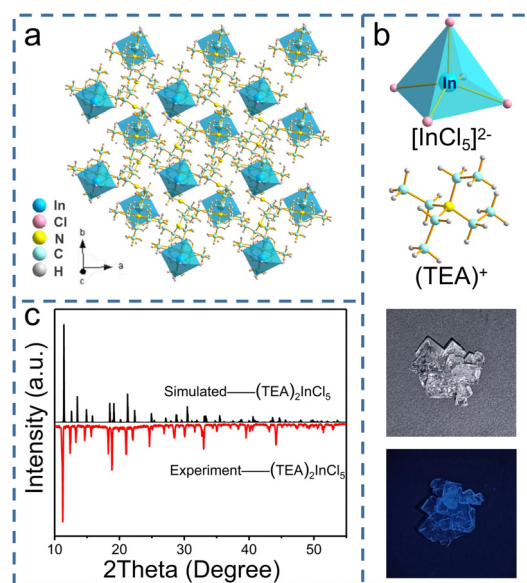 a
In
Cl
N
C
H
b
a
c
b
In
[InCl₅]²⁻
(TEA)⁺
c
Intensity (a.u.)
Simulated——(TEA)₂InCl₅
Experiment——(TEA)₂InCl₅
10 20 30 40 50
2Theta (Degree)